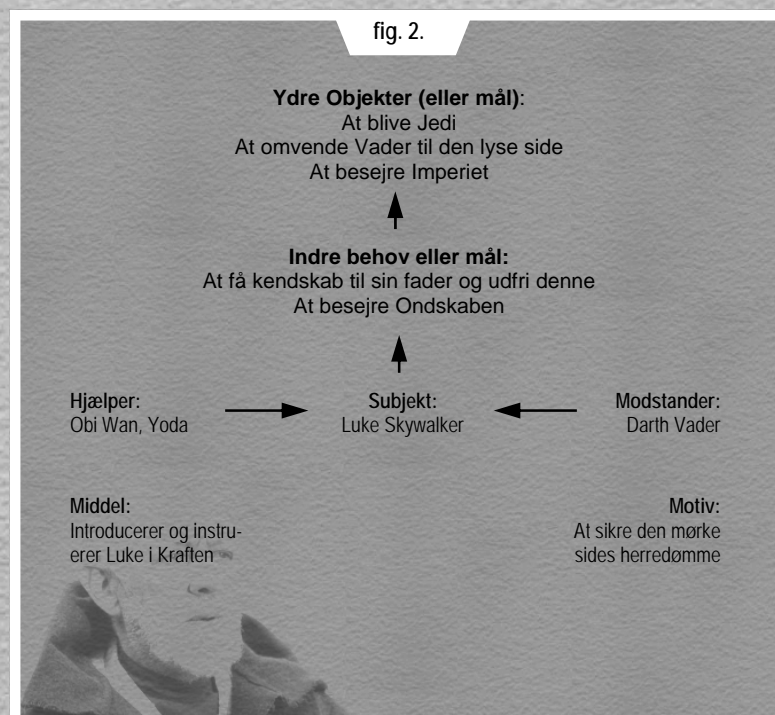 fig. 2.
Ydre Objekter (eller mål):
At blive Jedi
At omvende Vader til den lyse side
At besejre Imperiet
Indre behov eller mål:
At få kendskab til sin fader og udfri denne
At besejre Ondskaben
Hjælper:
Obi Wan, Yoda
Subjekt:
Luke Skywalker
Modstander:
Darth Vader
Middel:
Introducerer og instru-
erer Luke i Kraften
Motiv:
At sikre den mørke
sides herredømme